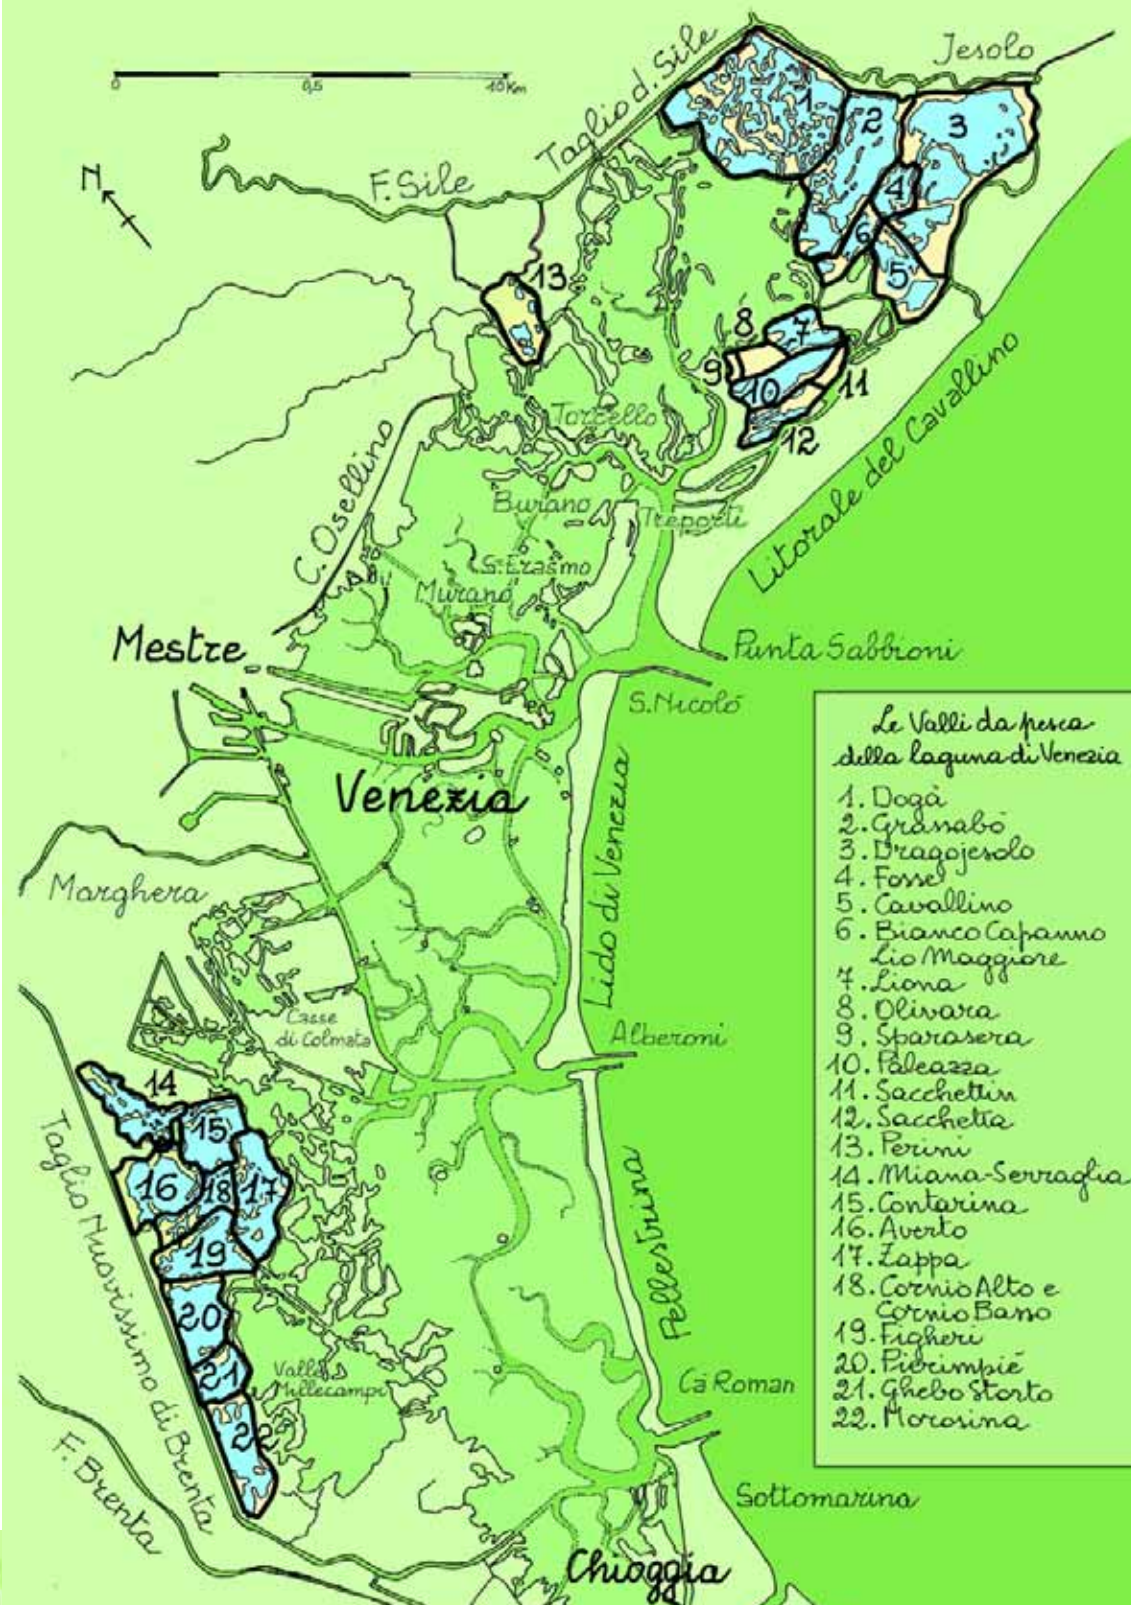 Jesolo
Taglio d. Sile
0
0,5
10 Km
N
F. Sile
1
2
3
4
6
5
13
8
7
9
10
11
12
Torcello
C. Osellino
Litorale del Cavallino
Burano
Treporti
S. Erasmo
Murano
Mestre
Punta Sabbioni
S. Nicoló
Venezia
Lido di Venezia
Marghera
Casse
di Colmata
Alberoni
14
15
16
18
17
19
20
21
22
Taglio Nuovissimo di Brenta
Pellestrina
Valle
Millecampi
Cá Roman
F. Brenta
Sottomarina
Chioggia
Le Valli da pesca
della laguna di Venezia
1. Dogà
2. Grassabó
3. Dragojesolo
4. Fosse
5. Cavallino
6. Bianco Capanno
Lio Maggiore
7. Liona
8. Olivara
9. Sparasera
10. Paleazza
11. Sacchettin
12. Sacchetta
13. Perini
14. Miana-Serraglia
15. Contarina
16. Averto
17. Zappa
18. Cornio Alto e
Cornio Basso
19. Figheri
20. Pierimpié
21. Ghebo Storto
22. Morosina